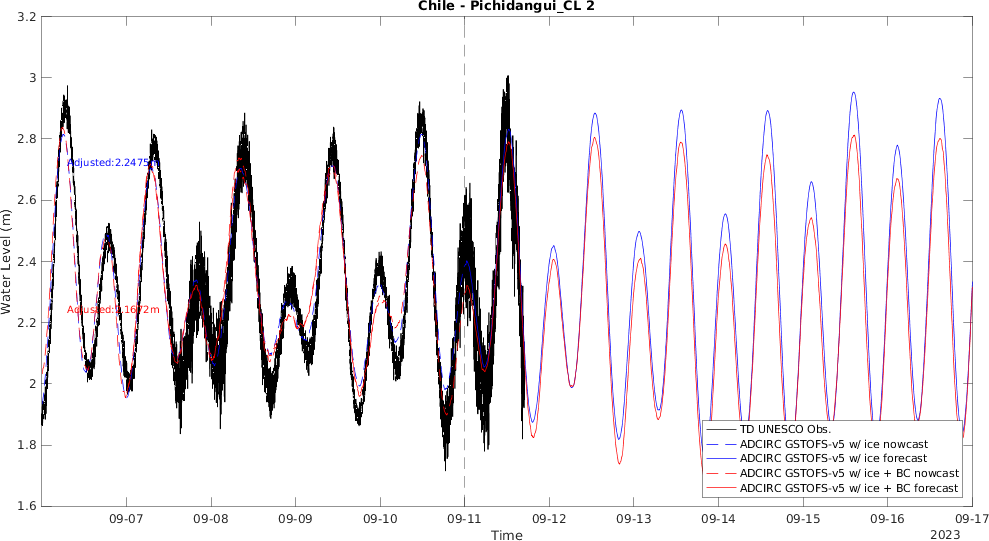 Chile - Pichidangui_CL 2
3.2
3
2.8
2.6
2.4
2.2
2
1.8
1.6
Water Level (m)
Adjusted:2.2475m
Adjusted:2.1672m
TD UNESCO Obs.
ADCIRC GSTOFS-v5 w/ ice nowcast
ADCIRC GSTOFS-v5 w/ ice forecast
ADCIRC GSTOFS-v5 w/ ice + BC nowcast
ADCIRC GSTOFS-v5 w/ ice + BC forecast
09-07 09-08 09-09 09-10 09-11 09-12 09-13 09-14 09-15 09-16 09-17
Time
2023